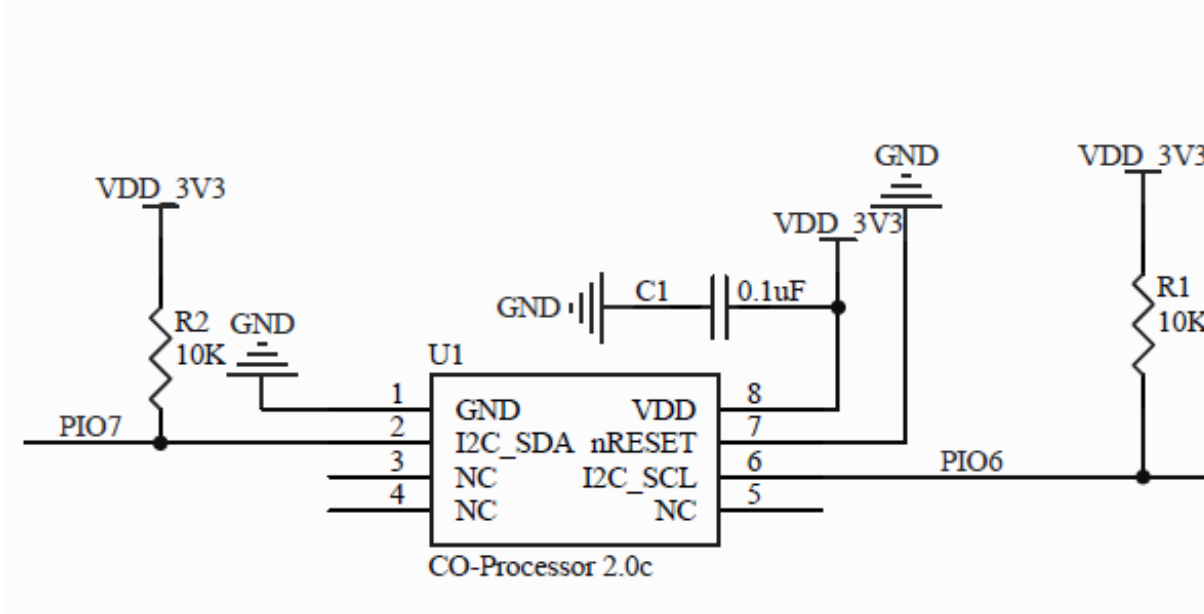 GND
VDD_3V3
VDD_3V3
VDD_3V3
GND
C1
0.1uF
R1
10K
R2
10K
GND
U1
1
GND
VDD
8
PIO7
2
I2C_SDA
nRESET
7
3
NC
I2C_SCL
6
PIO6
4
NC
NC
5
CO-Processor 2.0c